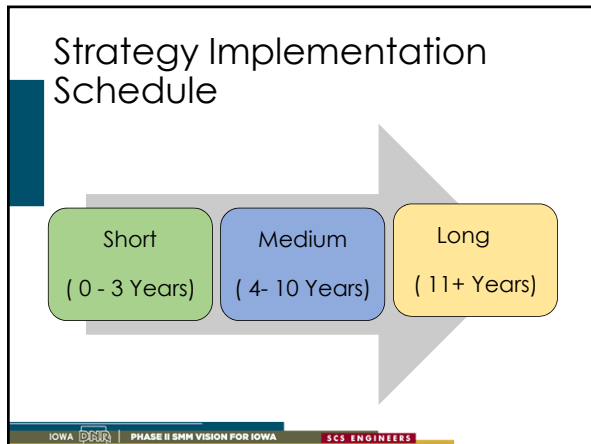 Strategy Implementation
Schedule
Short
( 0 - 3 Years)
Medium
( 4- 10 Years)
Long
( 11+ Years)
IOWA DNR | PHASE II SMM VISION FOR IOWA SCS ENGINEERS